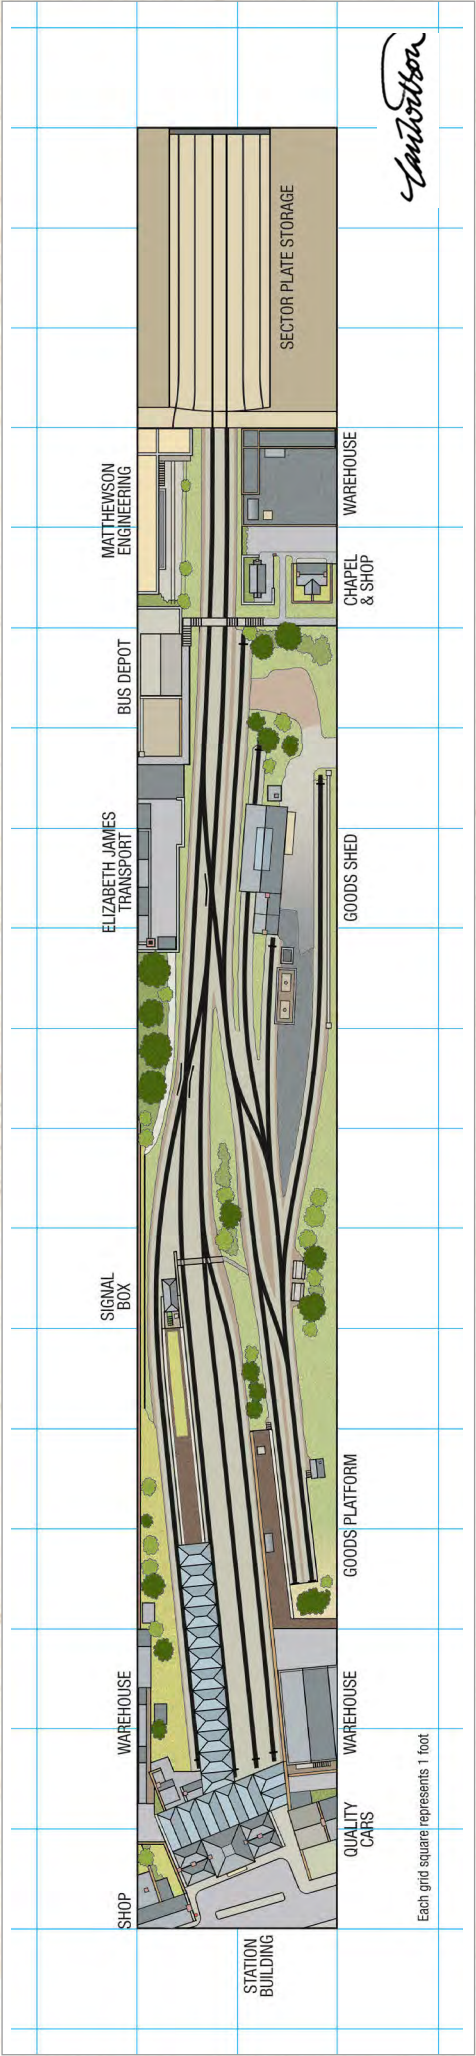 SECTOR PLATE STORAGE
MATTHEWSON
ENGINEERING
WAREHOUSE
CHAPEL
& SHOP
BUS DEPOT
ELIZABETH JAMES
TRANSPORT
GOODS SHED
SIGNAL
BOX
GOODS PLATFORM
WAREHOUSE
WAREHOUSE
QUALITY
CARS
SHOP
STATION
BUILDING
Each grid square represents 1 foot